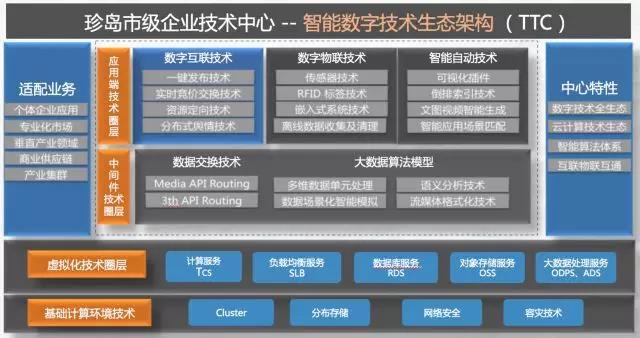 珍岛市级企业技术中心 -- 智能数字技术生态架构（TTC）
适配业务
个体企业应用
专业化市场
垂直产业领域
商业供应链
产业集群
应用端技术圈层
数字互联技术
一键发布技术
实时竞价交换技术
资源定向技术
分布式舆情技术
数字物联技术
传感器技术
RFID 标签技术
嵌入式系统技术
离线数据收集及清理
智能自动技术
可视化插件
倒排索引技术
文图视频智能生成
智能应用场景匹配
中间件技术圈层
数据交换技术
Media API Routing
3th API Routing
大数据算法模型
多维数据单元处理
语义分析技术
数据场景化智能模拟
流媒体格式化技术
中心特性
数字技术全生态
云计算技术生态
智能算法体系
互联物联互通
虚拟化技术圈层
计算服务
Tcs
负载均衡服务
SLB
数据库服务
RDS
对象存储服务
OSS
大数据处理服务
ODPS、ADS
基础计算环境技术
Cluster
分布存储
网络安全
容灾技术